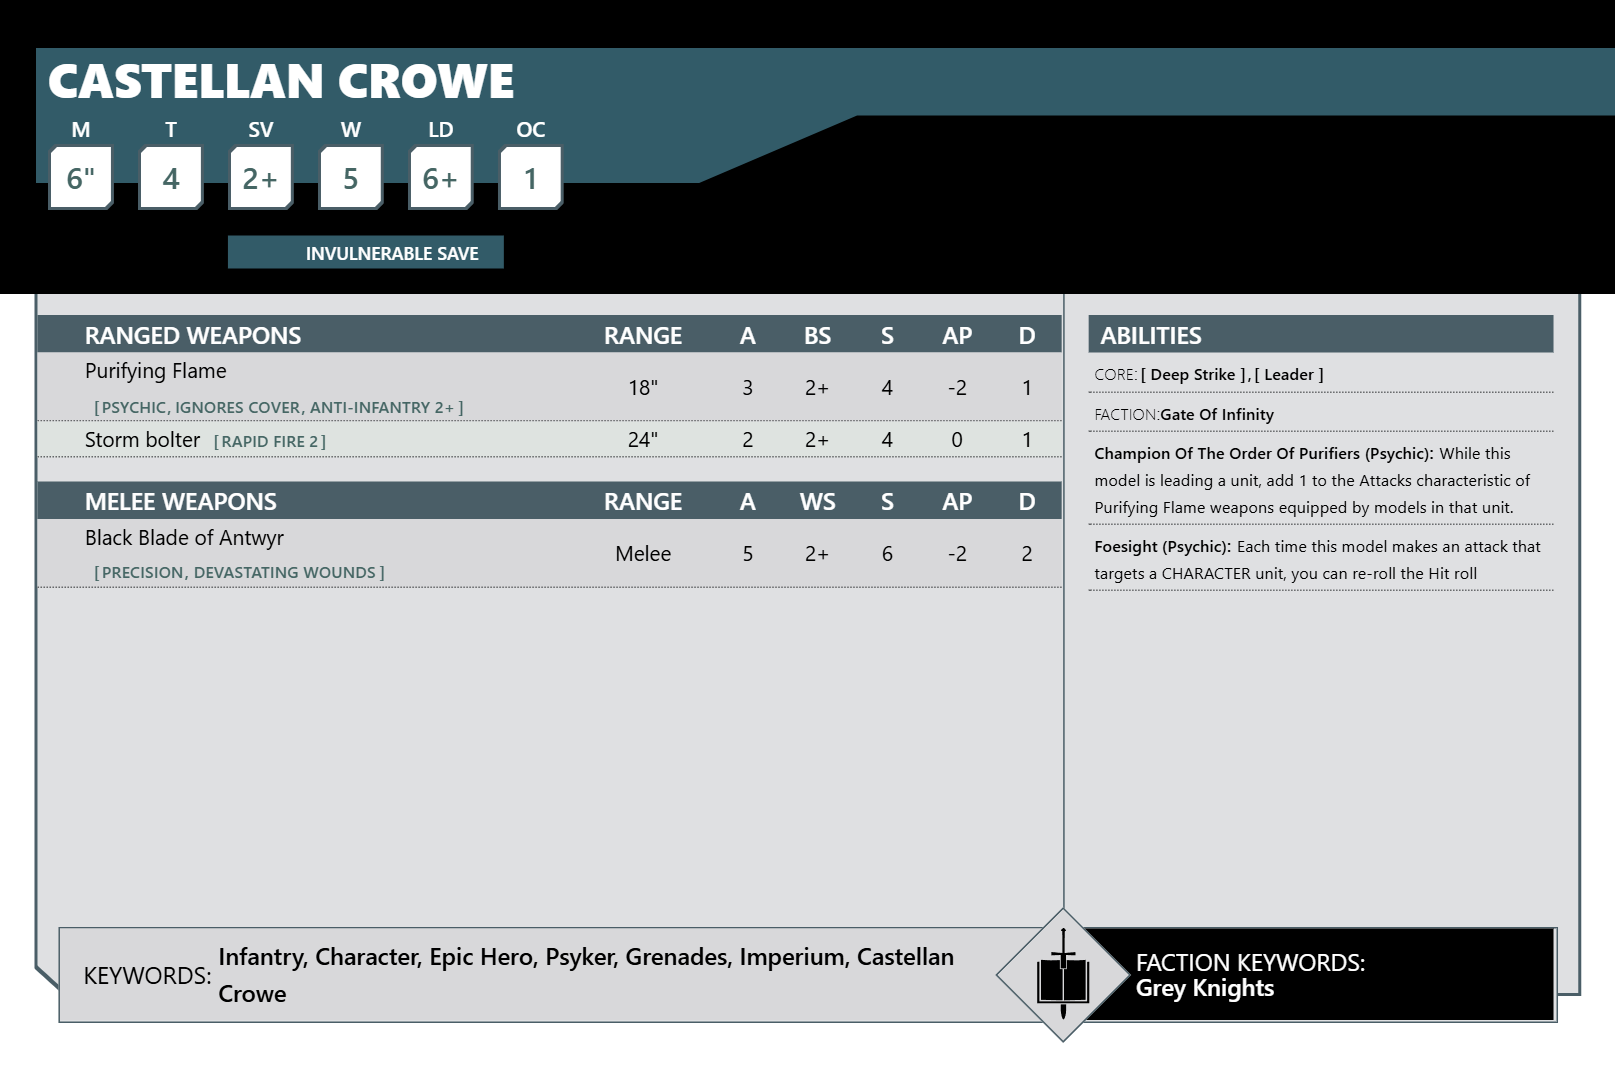 CASTELLAN CROWE
M T SV W LD OC
6" 4 2+ 5 6+ 1
INVULNERABLE SAVE
RANGED WEAPONS RANGE A BS S AP D
Purifying Flame
[PSYCHIC, IGNORES COVER, ANTI-INFANTRY 2+ ]
18" 3 2+ 4 -2 1
Storm bolter [RAPID FIRE 2] 24" 2 2+ 4 0 1
MELEE WEAPONS RANGE A WS S AP D
Black Blade of Antwyr
[PRECISION, DEVASTATING WOUNDS ]
Melee 5 2+ 6 -2 2
ABILITIES
CORE: [ Deep Strike ] , [ Leader ]
FACTION:Gate Of Infinity
Champion Of The Order Of Purifiers (Psychic): While this
model is leading a unit, add 1 to the Attacks characteristic of
Purifying Flame weapons equipped by models in that unit.
Foesight (Psychic): Each time this model makes an attack that
targets a CHARACTER unit, you can re-roll the Hit roll
KEYWORDS: Infantry, Character, Epic Hero, Psyker, Grenades, Imperium, Castellan
Crowe
FACTION KEYWORDS:
Grey Knights